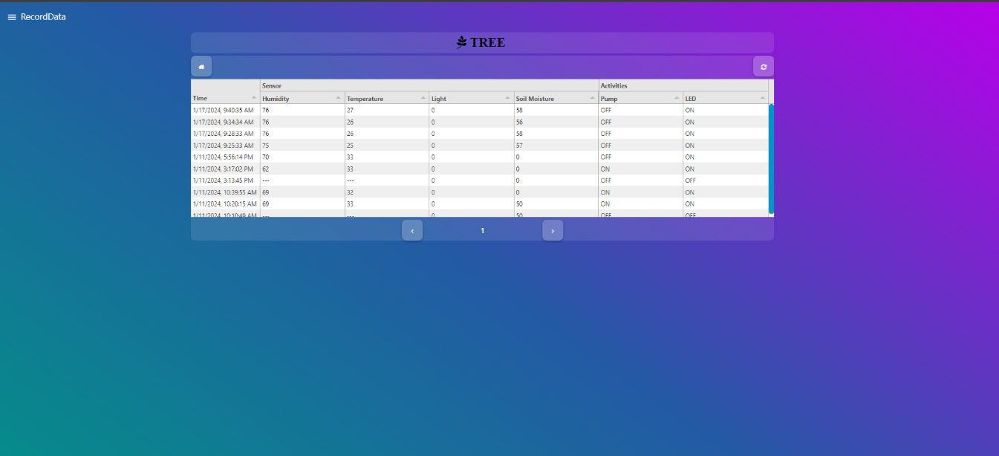 RecordData
TREE
Sensor Activities
Time Humidity Temperature Light Soil Moisture Pump LED
1/17/2024, 9:40:35 AM 76 27 0 58 OFF ON
1/17/2024, 9:34:34 AM 76 26 0 56 OFF ON
1/17/2024, 9:28:33 AM 76 26 0 58 OFF ON
1/17/2024, 9:25:33 AM 75 25 0 57 OFF ON
1/11/2024, 5:56:14 PM 70 33 0 0 OFF ON
1/11/2024, 3:17:02 PM 62 33 0 0 ON ON
1/11/2024, 3:13:45 PM --- --- 0 0 OFF OFF
1/11/2024, 10:39:55 AM 69 32 0 0 ON ON
1/11/2024, 10:20:15 AM 69 33 0 50 ON ON
1/11/2024, 10:10:49 AM --- --- 0 50 OFF OFF
‹ 1 ›